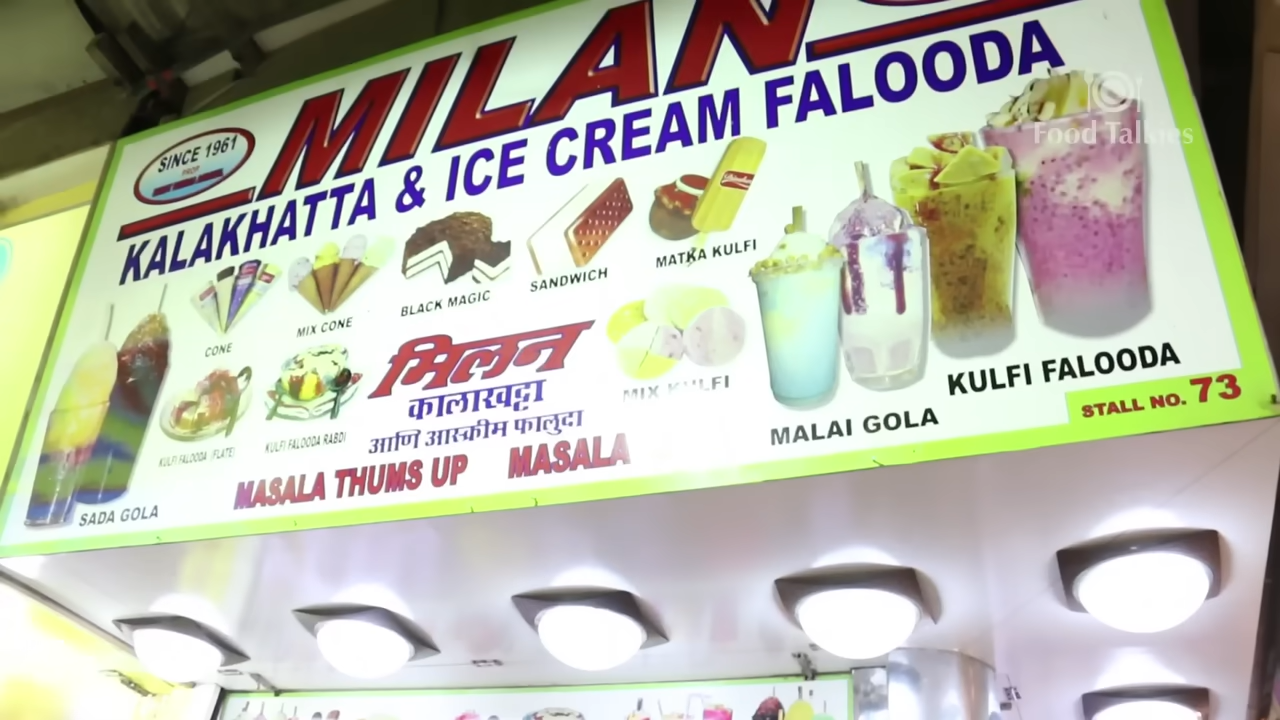 MILAN
SINCE 1961
KALAKHATTA & ICE CREAM FALOODA
Food Talkies
CONE
MIX CONE
BLACK MAGIC
SANDWICH
MATKA KULFI
KULFI FALOODA (FLATE)
KULFI FALOODA RABDI
मिलन
कालाखट्टा
आणि आस्क्रीम फालुदा
MIX KULFI
MALAI GOLA
KULFI FALOODA
STALL NO. 73
SADA GOLA
MASALA THUMS UP MASALA